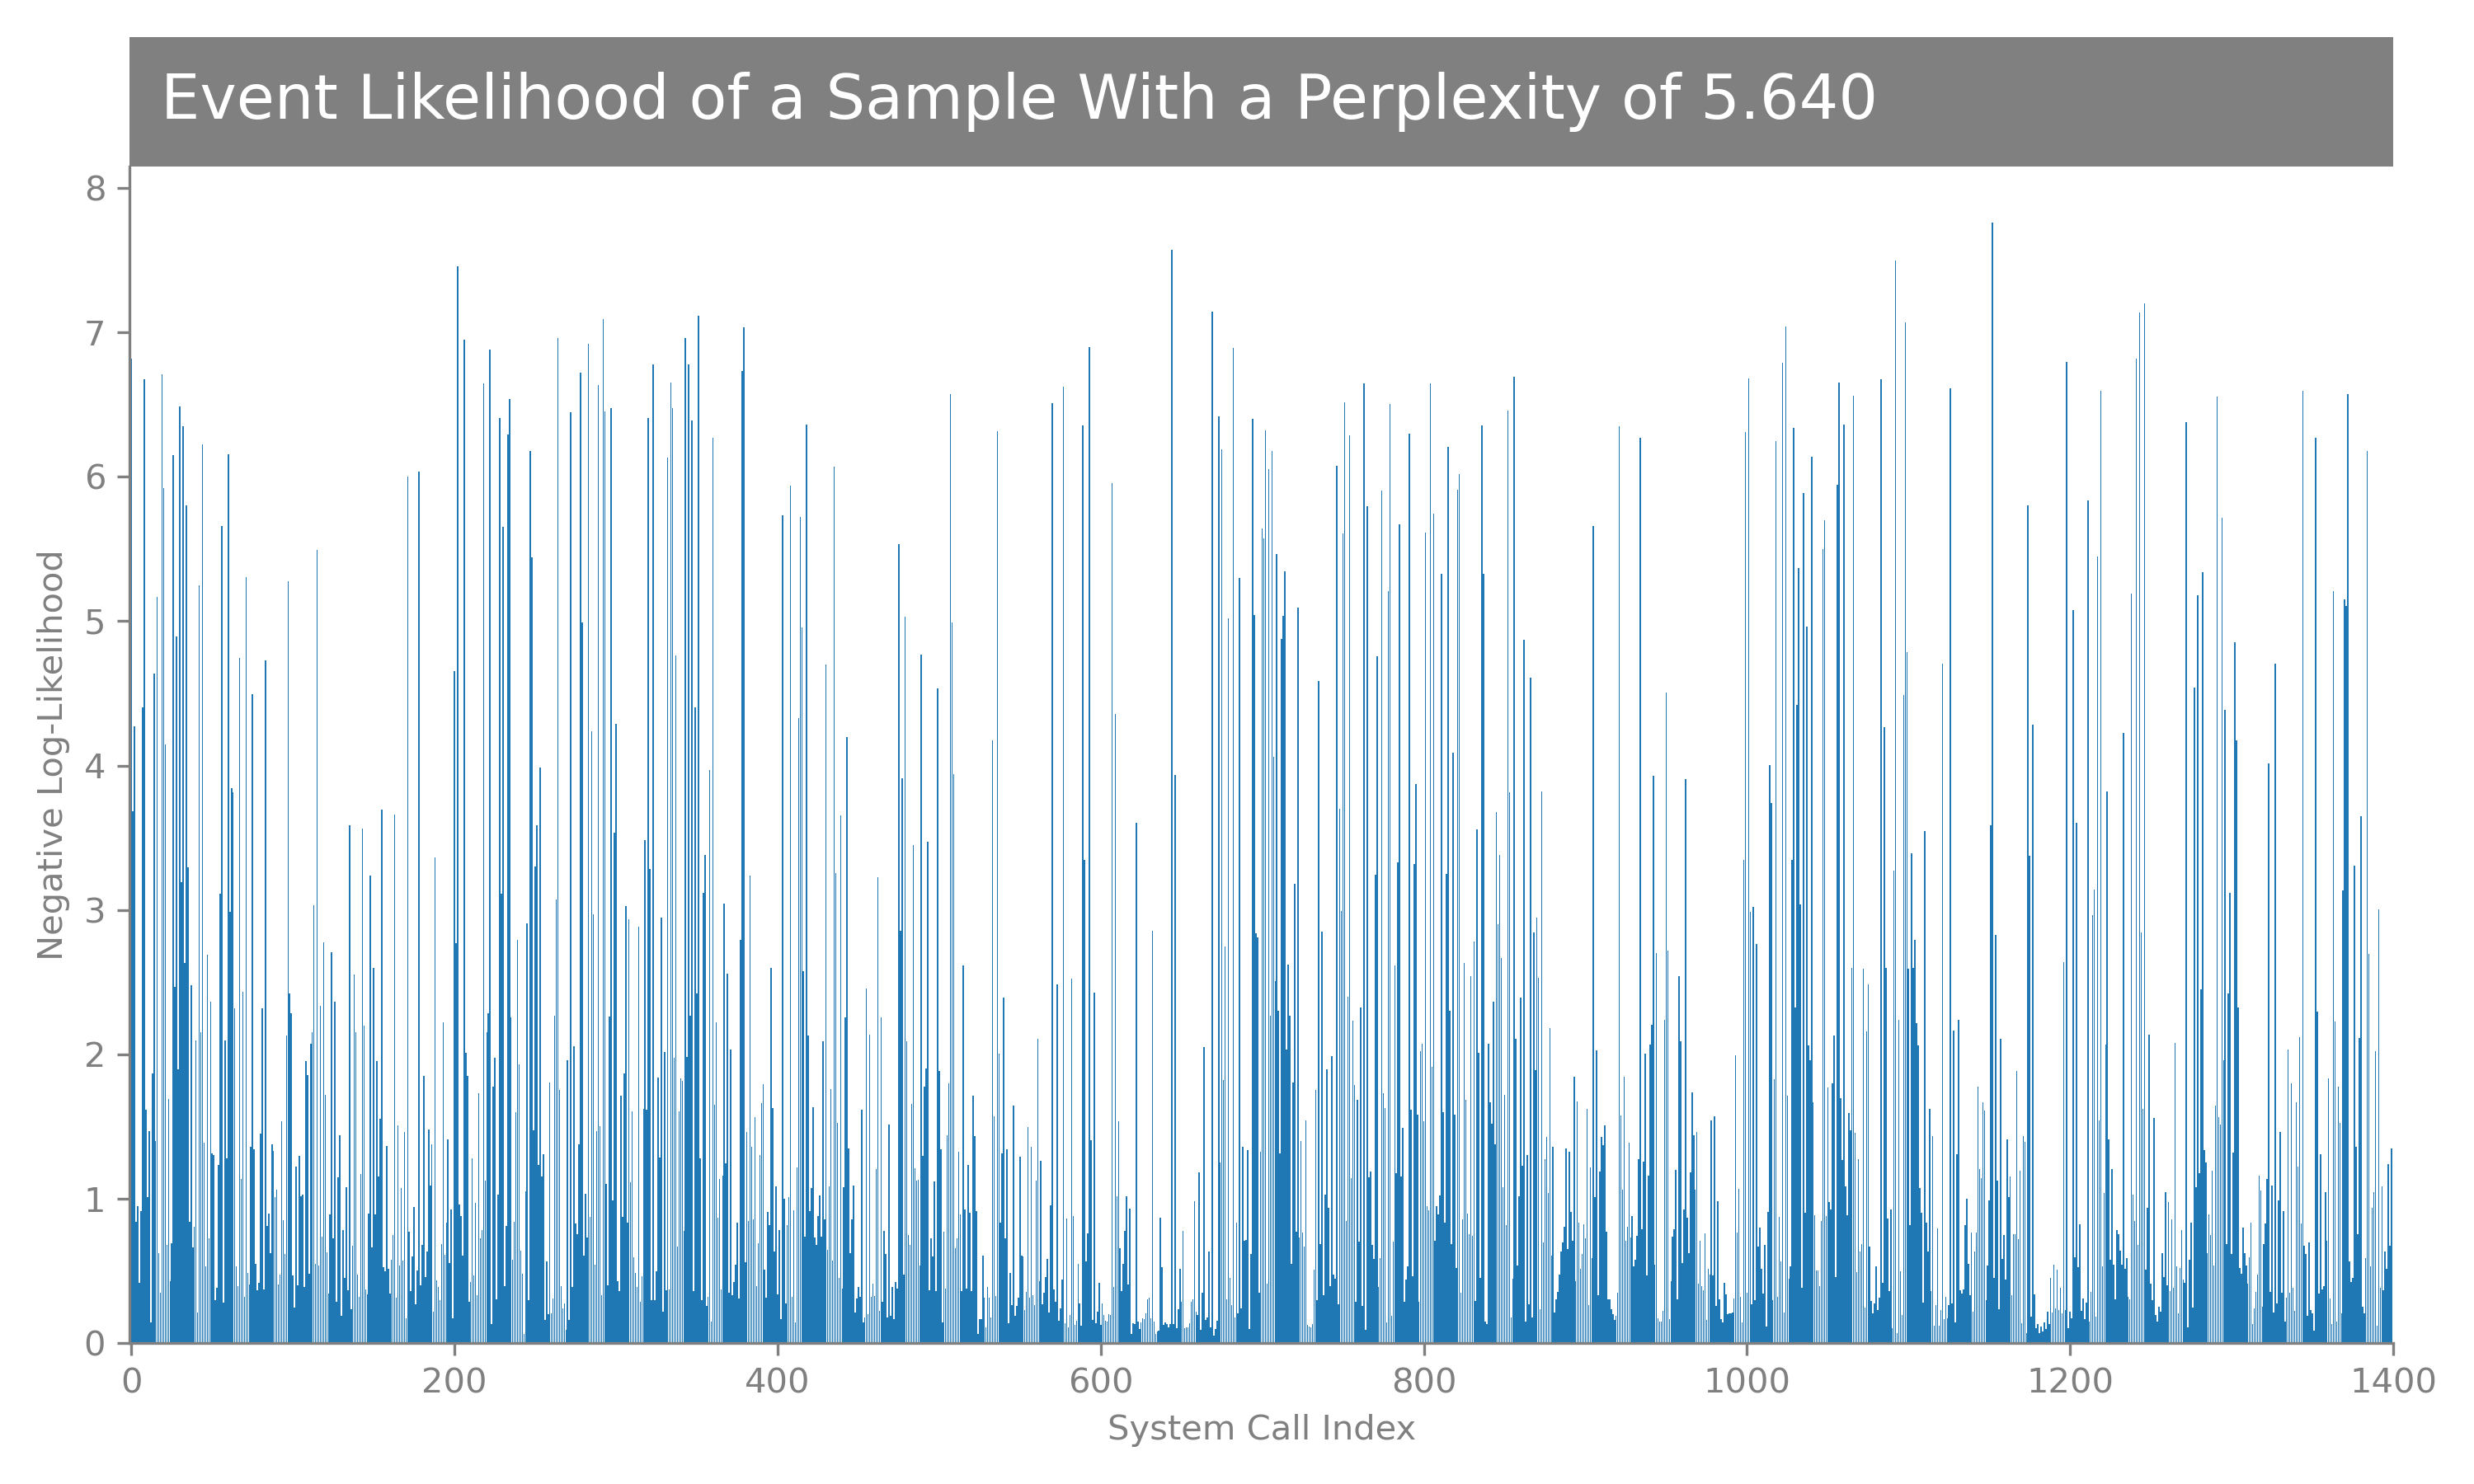 Event Likelihood of a Sample With a Perplexity of 5.640
8
7
6
5
4
3
2
1
0
Negative Log-Likelihood
0 200 400 600 800 1000 1200 1400
System Call Index